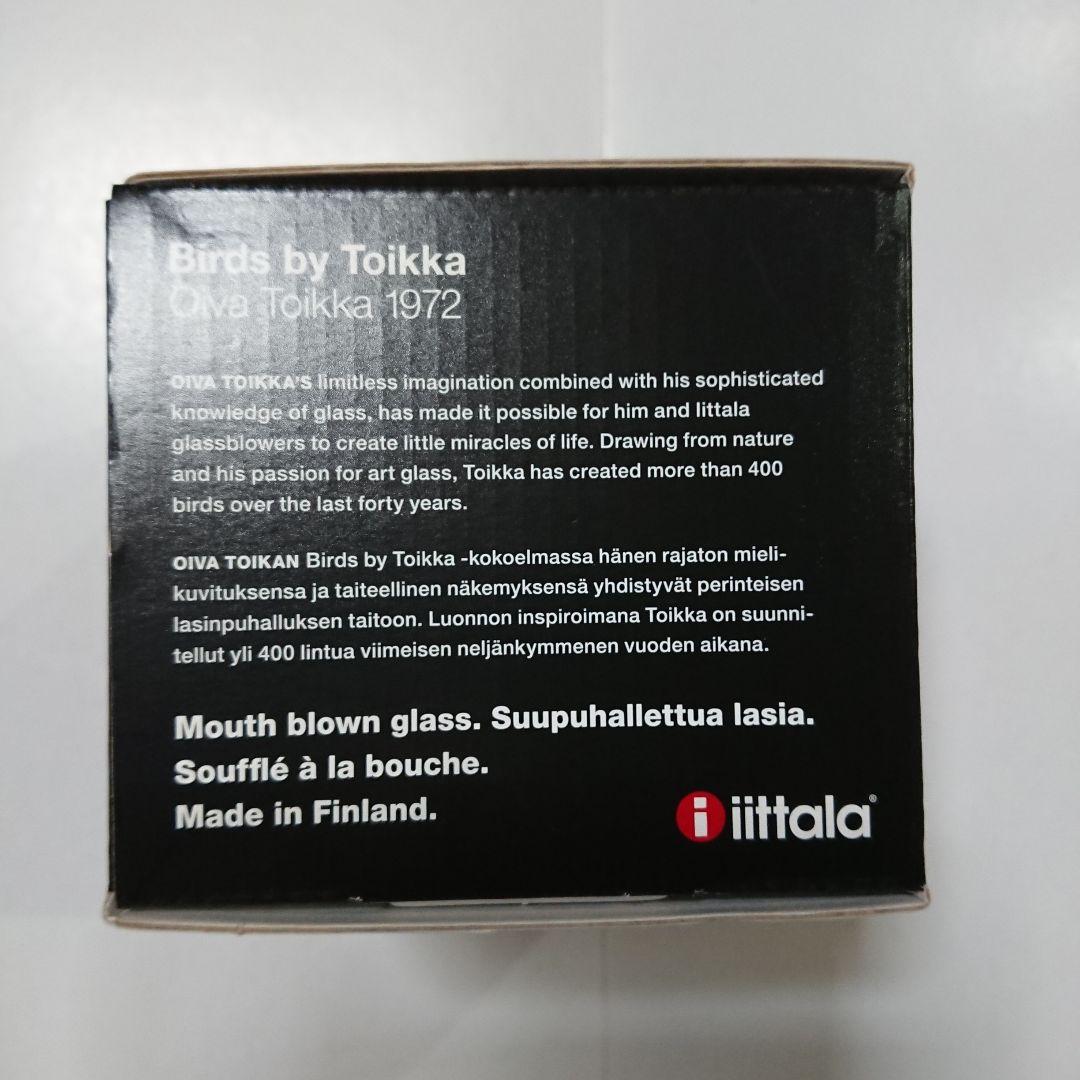 Birds by Toikka
Oiva Toikka 1972
OIVA TOIKKA'S limitless imagination combined with his sophisticated
knowledge of glass, has made it possible for him and Iittala
glassblowers to create little miracles of life. Drawing from nature
and his passion for art glass, Toikka has created more than 400
birds over the last forty years.
OIVA TOIKAN Birds by Toikka -kokoelmassa hänen rajaton mieli-
kuvituksensa ja taiteellinen näkemyksensä yhdistyvät perinteisen
lasinpuhalluksen taitoon. Luonnon inspiroimana Toikka on suunni-
tellut yli 400 lintua viimeisen neljänkymmenen vuoden aikana.
Mouth blown glass. Suupuhallettua lasia.
Soufflé à la bouche.
Made in Finland.
i iittala®